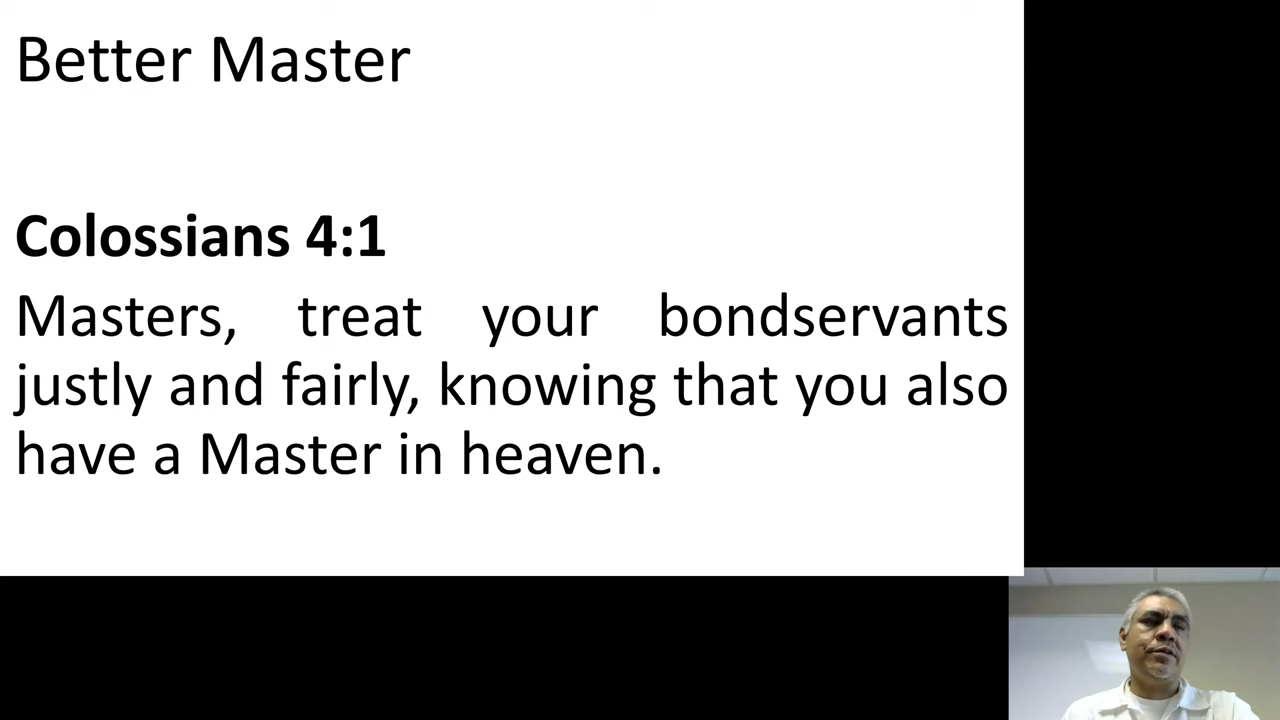 Better Master
Colossians 4:1
Masters, treat your bondservants
justly and fairly, knowing that you also
have a Master in heaven.